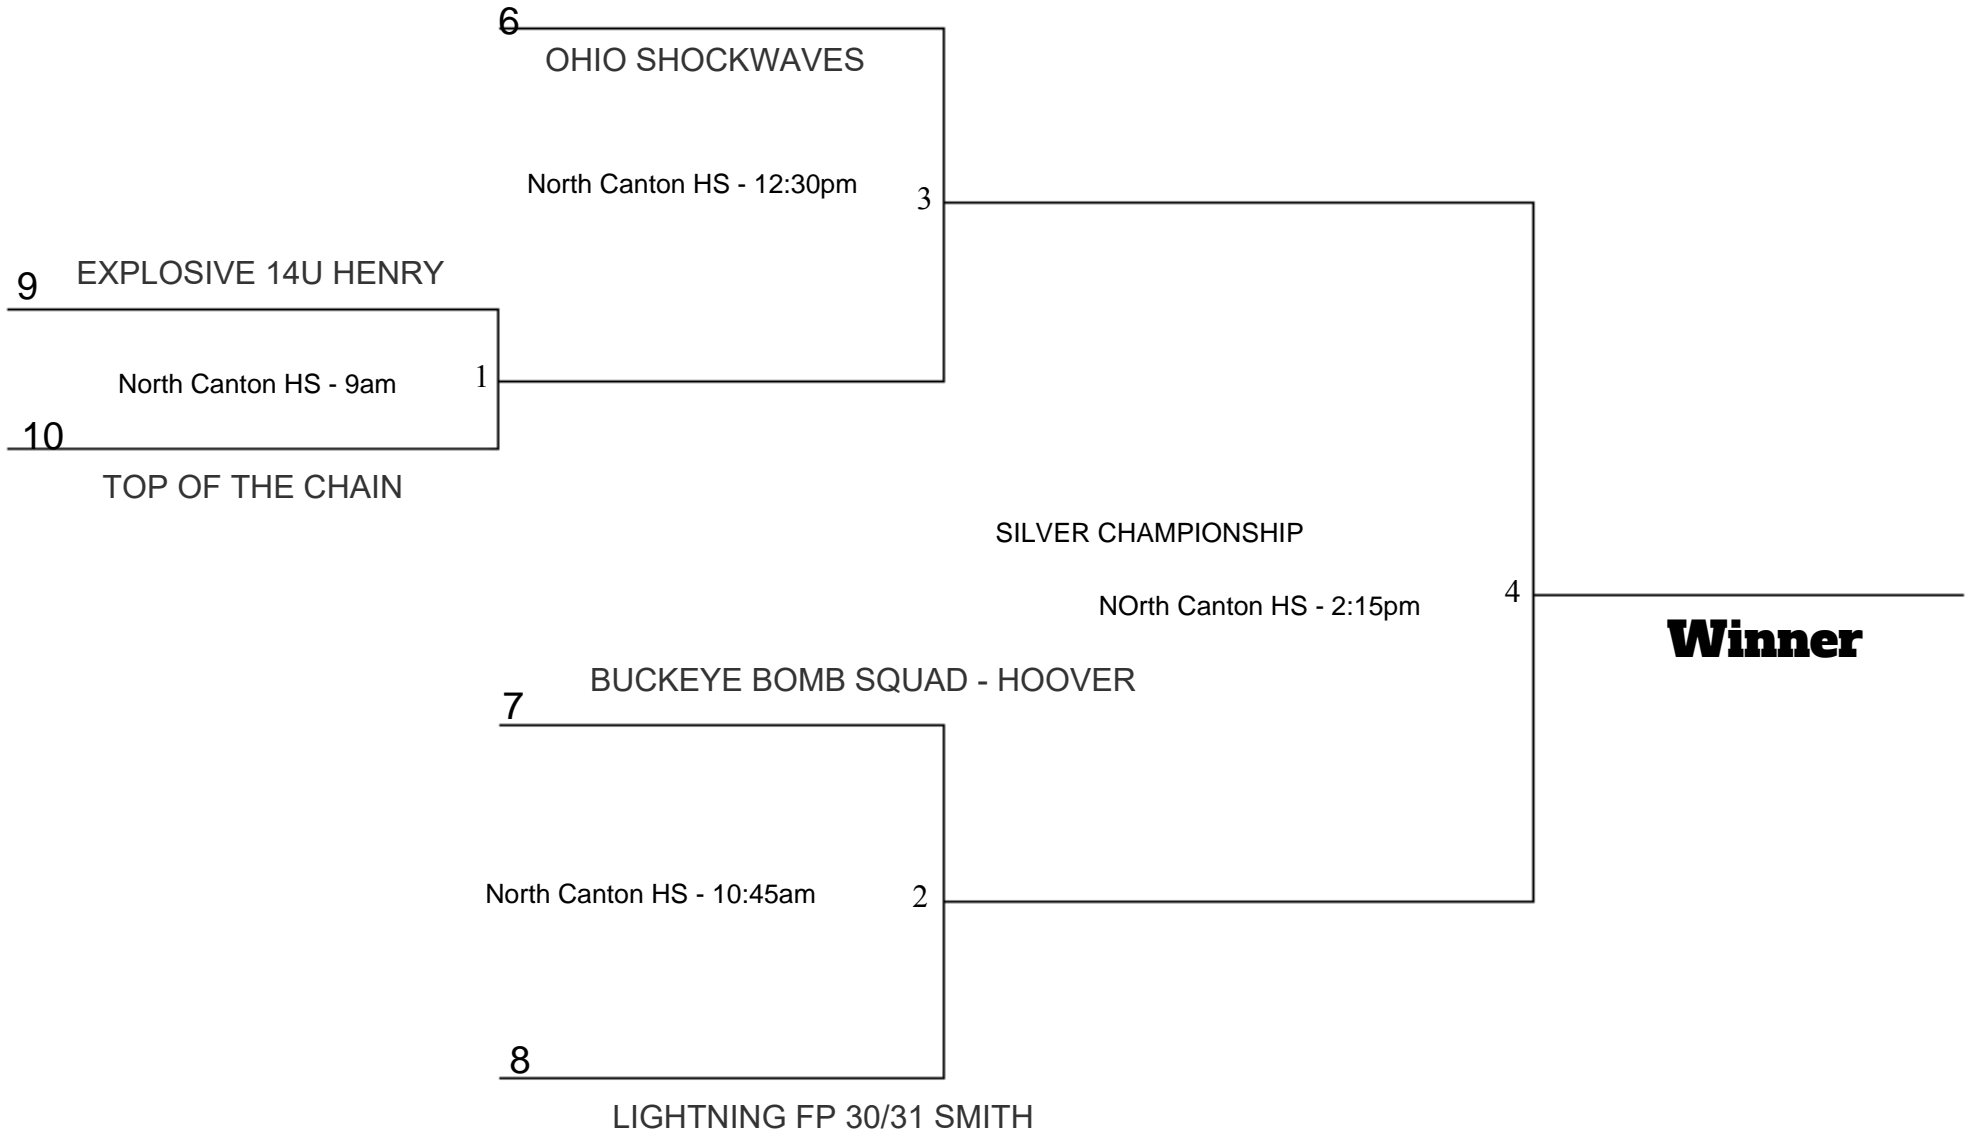 6
OHIO SHOCKWAVES
North Canton HS - 12:30pm
3
EXPLOSIVE 14U HENRY
9
North Canton HS - 9am
1
10
TOP OF THE CHAIN
SILVER CHAMPIONSHIP
NOrth Canton HS - 2:15pm
4
Winner
BUCKEYE BOMB SQUAD - HOOVER
7
North Canton HS - 10:45am
2
8
LIGHTNING FP 30/31 SMITH